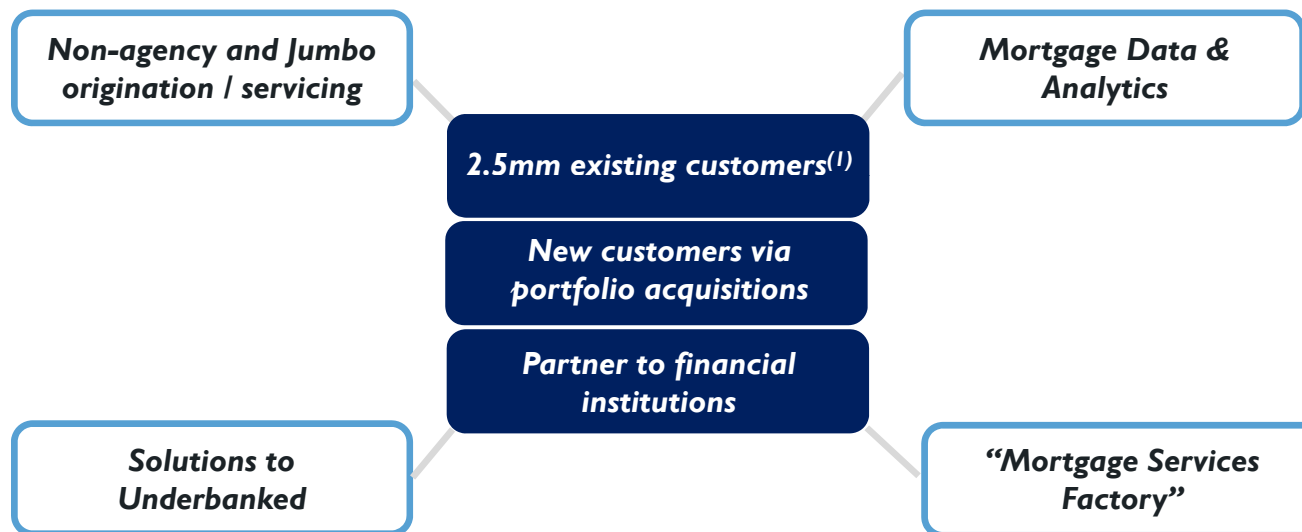 Non-agency and Jumbo
origination / servicing
Mortgage Data &
Analytics
2.5mm existing customers(1)
New customers via
portfolio acquisitions
Partner to financial
institutions
Solutions to
Underbanked
“Mortgage Services
Factory”